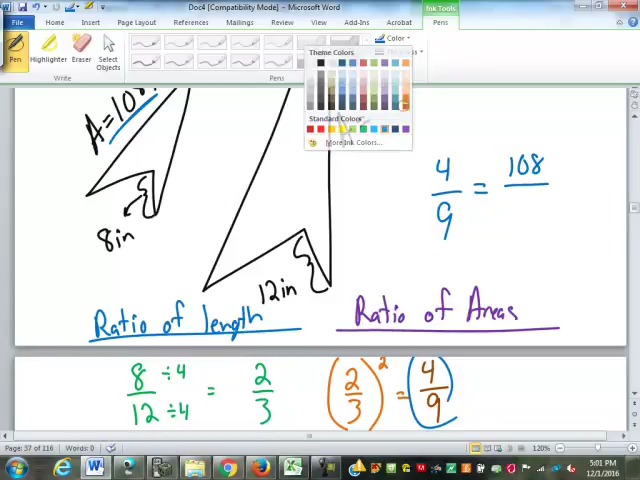 Doc4 [Compatibility Mode] - Microsoft Word
Ink Tools
File Home Insert Page Layout References Mailings Review View Add-Ins Acrobat Pens
Pen
Highlighter
Eraser
Select Objects
Write
Pens
Color
Theme Colors
Standard Colors
More Ink Colors...
A=108
8in
12in
4/9 = 108
Ratio of length
Ratio of Areas
8 ÷4 / 12 ÷4 = 2/3
(2/3)² = (4/9)
Page: 37 of 116
Words: 0
120%
5:01 PM
12/1/2016